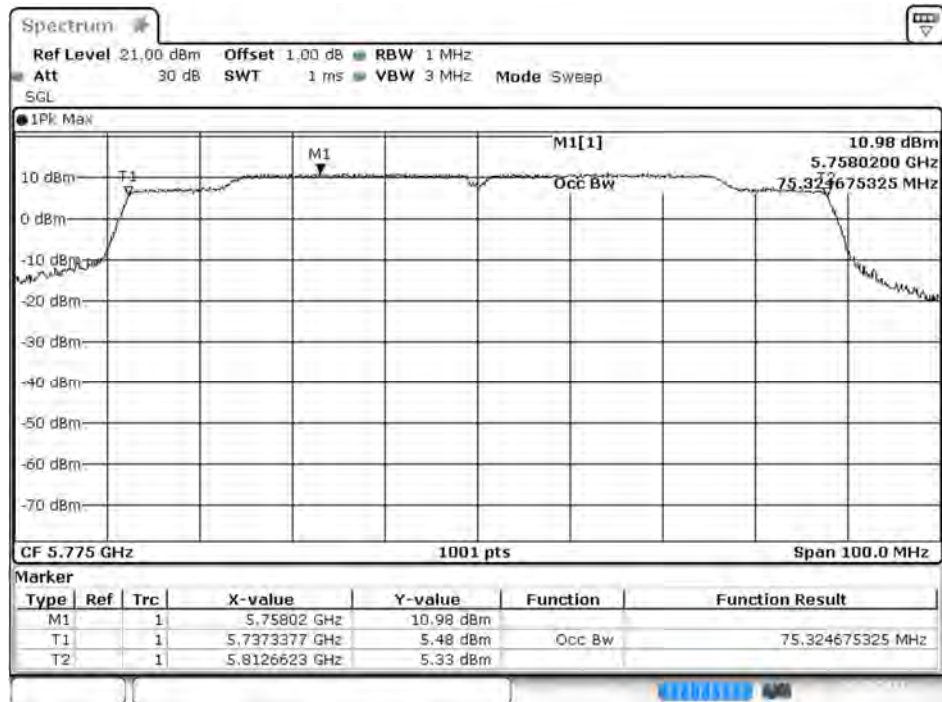 Spectrum
Ref Level 21.00 dBm Offset 1.00 dB RBW 1 MHz
Att 30 dB SWT 1 ms VBW 3 MHz Mode Sweep
SGL
1Pk Max
M1[1] 10.98 dBm
5.7580200 GHz
Occ Bw 75.324675325 MHz
M1
T1
T2
10 dBm
0 dBm
-10 dBm
-20 dBm
-30 dBm
-40 dBm
-50 dBm
-60 dBm
-70 dBm
CF 5.775 GHz 1001 pts Span 100.0 MHz
Marker
Type Ref Trc X-value Y-value Function Function Result
M1 1 5.75802 GHz 10.98 dBm
T1 1 5.7373377 GHz 5.48 dBm Occ Bw 75.324675325 MHz
T2 1 5.8126623 GHz 5.33 dBm